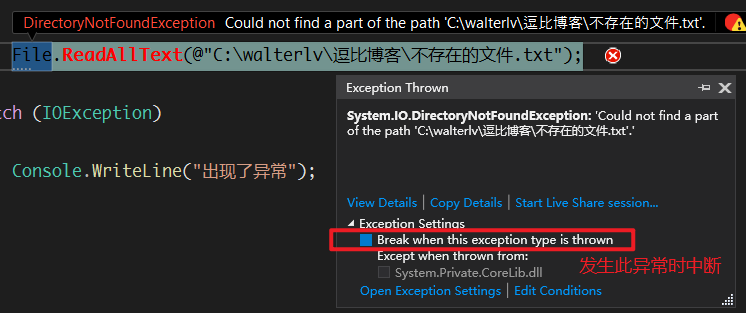 DirectoryNotFoundException Could not find a part of the path 'C:\walterlv\逗比博客\不存在的文件.txt'.
File.ReadAllText(@"C:\walterlv\逗比博客\不存在的文件.txt");
Exception Thrown
tch (IOException)
System.IO.DirectoryNotFoundException: 'Could not find a part
of the path 'C:\walterlv\逗比博客\不存在的文件.txt'.'
Console.WriteLine("出现了异常");
View Details | Copy Details | Start Live Share session...
Exception Settings
Break when this exception type is thrown
Except when thrown from:
发生此异常时中断
System.Private.CoreLib.dll
Open Exception Settings | Edit Conditions